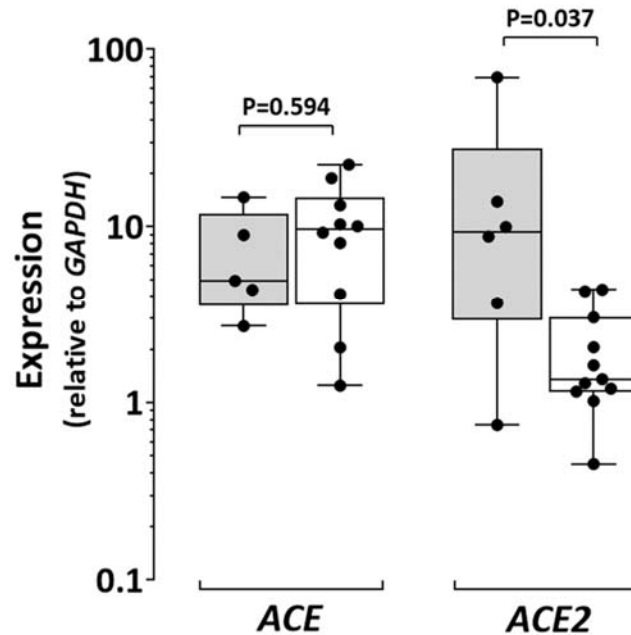 P=0.037
100
P=0.594
10
1
0.1
Expression
(relative to GAPDH)
ACE
ACE2